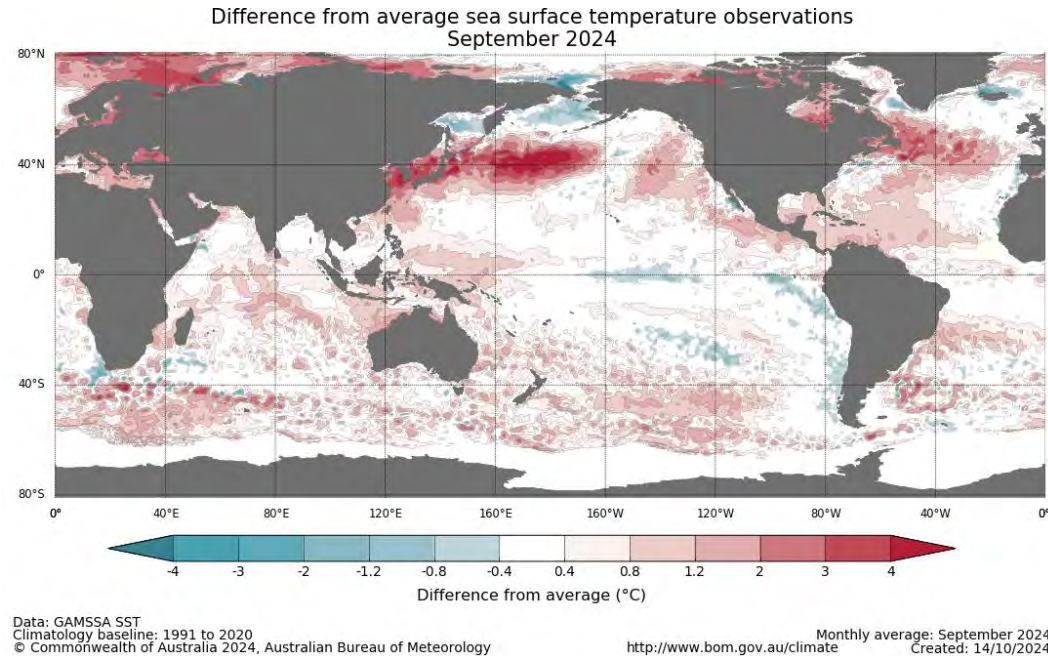 Difference from average sea surface temperature observations
September 2024
80°N
40°N
0°
40°S
80°S
0° 40°E 80°E 120°E 160°E 160°W 120°W 80°W 40°W 0°
-4 -3 -2 -1.2 -0.8 -0.4 0.4 0.8 1.2 2 3 4
Difference from average (°C)
Data: GAMSSA SST
Climatology baseline: 1991 to 2020
© Commonwealth of Australia 2024, Australian Bureau of Meteorology
http://www.bom.gov.au/climate
Monthly average: September 2024
Created: 14/10/2024